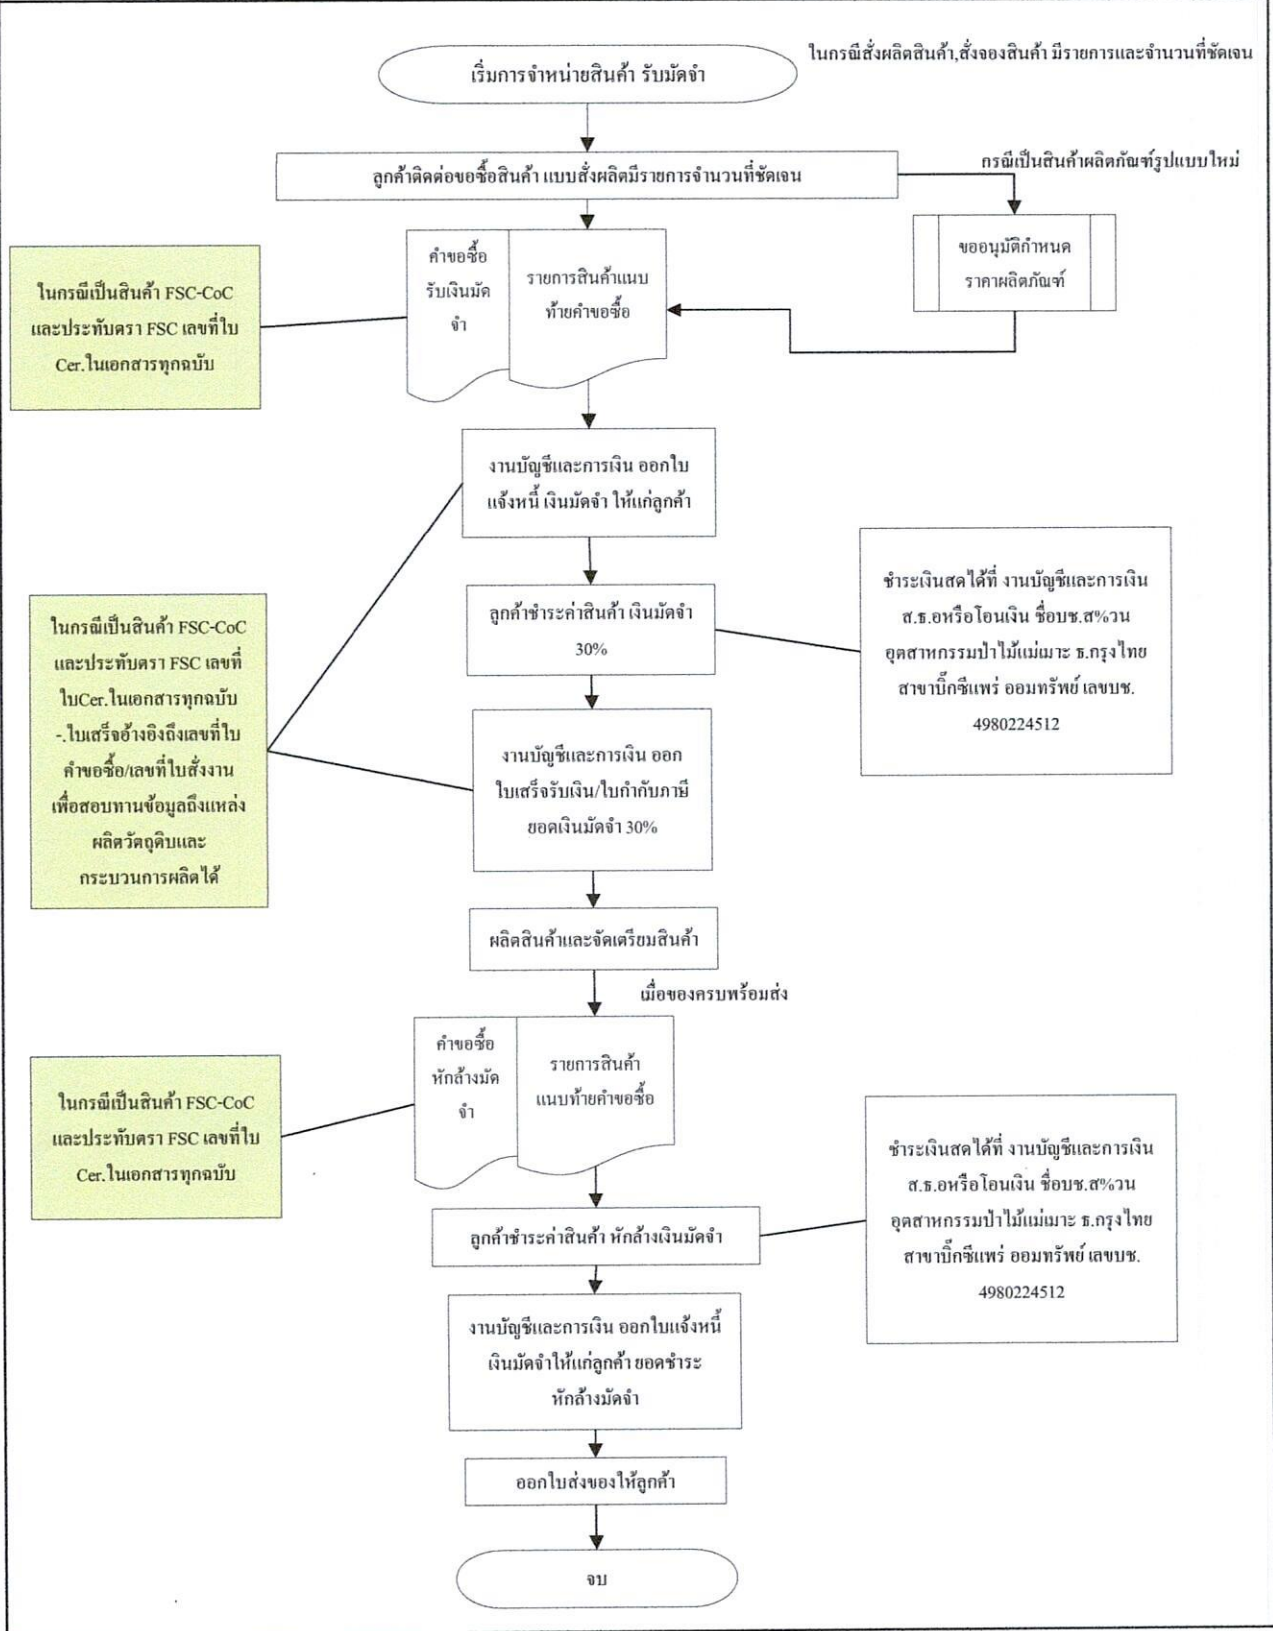 ในกรณีสั่งผลิตสินค้า,สั่งจองสินค้า มีรายการและจำนวนที่ชัดเจน
เริ่มการจำหน่ายสินค้า รับมัดจำ
กรณีเป็นสินค้าผลิตภัณฑ์รูปแบบใหม่
ลูกค้าติดต่อขอซื้อสินค้า แบบสั่งผลิตมีรายการจำนวนที่ชัดเจน
ขออนุมัติกำหนด
ราคาผลิตภัณฑ์
คำขอซื้อ
รับเงินมัด
จำ
รายการสินค้าแนบ
ท้ายคำขอซื้อ
ในกรณีเป็นสินค้า FSC-CoC
และประทับตรา FSC เลขที่ใบ
Cer.ในเอกสารทุกฉบับ
งานบัญชีและการเงิน ออกใบ
แจ้งหนี้ เงินมัดจำ ให้แก่ลูกค้า
ลูกค้าชำระค่าสินค้า เงินมัดจำ
30%
ชำระเงินสดได้ที่ งานบัญชีและการเงิน
ส.ธ.อหรือโอนเงิน ชื่อบช.ส%วน
อุตสาหกรรมป่าไม้แม่เมาะ ธ.กรุงไทย
สาขาบิ๊กซีแพร่ ออมทรัพย์ เลขบช.
4980224512
ในกรณีเป็นสินค้า FSC-CoC
และประทับตรา FSC เลขที่
ใบCer.ในเอกสารทุกฉบับ
-.ใบเสร็จอ้างอิงถึงเลขที่ใบ
คำขอซื้อ/เลขที่ใบสั่งงาน
เพื่อสอบทานข้อมูลถึงแหล่ง
ผลิตวัตถุดิบและ
กระบวนการผลิตได้
งานบัญชีและการเงิน ออก
ใบเสร็จรับเงิน/ใบกำกับภาษี
ยอดเงินมัดจำ 30%
ผลิตสินค้าและจัดเตรียมสินค้า
เมื่อของครบพร้อมส่ง
คำขอซื้อ
หักล้างมัด
จำ
รายการสินค้า
แนบท้ายคำขอซื้อ
ในกรณีเป็นสินค้า FSC-CoC
และประทับตรา FSC เลขที่ใบ
Cer.ในเอกสารทุกฉบับ
ลูกค้าชำระค่าสินค้า หักล้างเงินมัดจำ
ชำระเงินสดได้ที่ งานบัญชีและการเงิน
ส.ธ.อหรือโอนเงิน ชื่อบช.ส%วน
อุตสาหกรรมป่าไม้แม่เมาะ ธ.กรุงไทย
สาขาบิ๊กซีแพร่ ออมทรัพย์ เลขบช.
4980224512
งานบัญชีและการเงิน ออกใบแจ้งหนี้
เงินมัดจำให้แก่ลูกค้า ยอดชำระ
หักล้างมัดจำ
ออกใบส่งของให้ลูกค้า
จบ